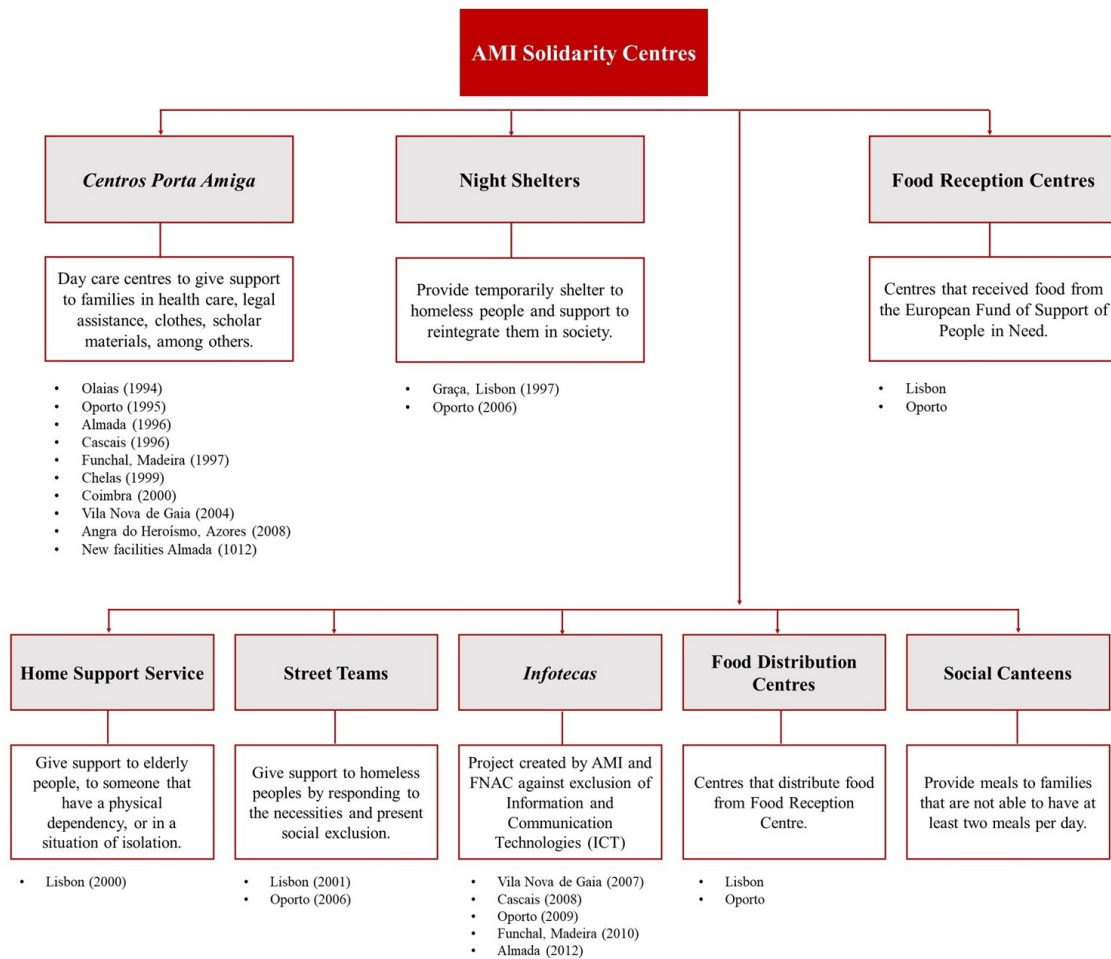 AMI Solidarity Centres
Centros Porta Amiga
Day care centres to give support
to families in health care, legal
assistance, clothes, scholar
materials, among others.
• Olaias (1994)
• Oporto (1995)
• Almada (1996)
• Cascais (1996)
• Funchal, Madeira (1997)
• Chelas (1999)
• Coimbra (2000)
• Vila Nova de Gaia (2004)
• Angra do Heroísmo, Azores (2008)
• New facilities Almada (1012)
Night Shelters
Provide temporarily shelter to
homeless people and support to
reintegrate them in society.
• Graça, Lisbon (1997)
• Oporto (2006)
Food Reception Centres
Centres that received food from
the European Fund of Support of
People in Need.
• Lisbon
• Oporto
Home Support Service
Give support to elderly
people, to someone that
have a physical
dependency, or in a
situation of isolation.
• Lisbon (2000)
Street Teams
Give support to homeless
peoples by responding to
the necessities and present
social exclusion.
• Lisbon (2001)
• Oporto (2006)
Infotecas
Project created by AMI and
FNAC against exclusion of
Information and
Communication
Technologies (ICT)
• Vila Nova de Gaia (2007)
• Cascais (2008)
• Oporto (2009)
• Funchal, Madeira (2010)
• Almada (2012)
Food Distribution
Centres
Centres that distribute food
from Food Reception
Centre.
• Lisbon
• Oporto
Social Canteens
Provide meals to families
that are not able to have at
least two meals per day.